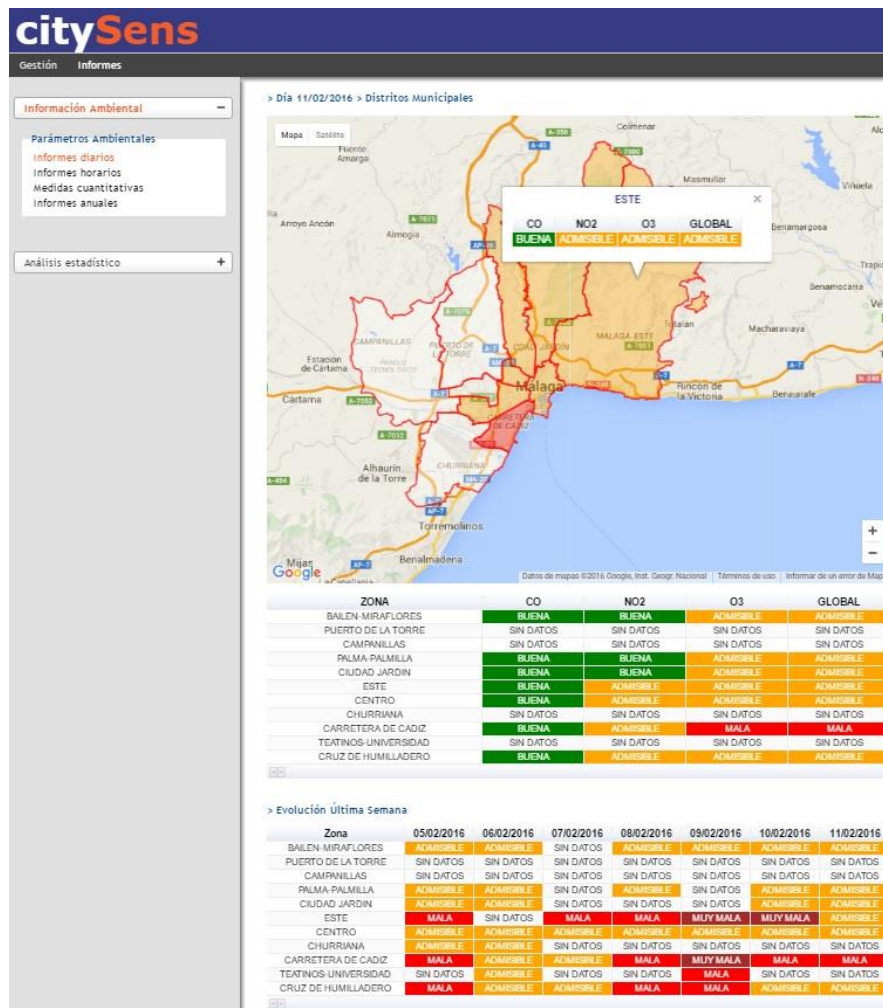 citySens
Gestión Informes
Información Ambiental −
Parámetros Ambientales
Informes diarios
Informes horarios
Medidas cuantitativas
Informes anuales
Análisis estadístico +
> Día 11/02/2016 > Distritos Municipales
Mapa Satélite
Colmenar
Fuente
Amarga
Masmullar
Viñuela
Arroyo Ancón
Almogía
ESTE ×
CO NO2 O3 GLOBAL
BUENA ADMISIBLE ADMISIBLE ADMISIBLE
Benamargosa
Benamocarra
CAMPANILLAS
PUERTO DE
LA TORRE
MALAGA ESTE
Totalán
Macharaviaya
Estación
de Cártama
Cártama
Málaga
Rincón de
la Victoria
Benajarafe
CARRETERA
DE CADIZ
Alhaurín
de la Torre
CHURRIANA
Torremolinos
Mijas
Benalmádena
Google
+
−
Datos de mapas ©2016 Google, Inst. Geogr. Nacional Términos de uso Informar de un error de Map
ZONA CO NO2 O3 GLOBAL
BAILEN-MIRAFLORES BUENA BUENA ADMISIBLE ADMISIBLE
PUERTO DE LA TORRE SIN DATOS SIN DATOS SIN DATOS SIN DATOS
CAMPANILLAS SIN DATOS SIN DATOS SIN DATOS SIN DATOS
PALMA-PALMILLA BUENA BUENA ADMISIBLE ADMISIBLE
CIUDAD JARDIN BUENA BUENA ADMISIBLE ADMISIBLE
ESTE BUENA ADMISIBLE ADMISIBLE ADMISIBLE
CENTRO BUENA ADMISIBLE ADMISIBLE ADMISIBLE
CHURRIANA SIN DATOS SIN DATOS SIN DATOS SIN DATOS
CARRETERA DE CADIZ BUENA ADMISIBLE MALA MALA
TEATINOS-UNIVERSIDAD SIN DATOS SIN DATOS SIN DATOS SIN DATOS
CRUZ DE HUMILLADERO BUENA ADMISIBLE ADMISIBLE ADMISIBLE
> Evolución Última Semana
Zona 05/02/2016 06/02/2016 07/02/2016 08/02/2016 09/02/2016 10/02/2016 11/02/2016
BAILEN-MIRAFLORES ADMISIBLE ADMISIBLE SIN DATOS ADMISIBLE ADMISIBLE ADMISIBLE ADMISIBLE
PUERTO DE LA TORRE SIN DATOS SIN DATOS SIN DATOS SIN DATOS SIN DATOS SIN DATOS SIN DATOS
CAMPANILLAS SIN DATOS SIN DATOS SIN DATOS SIN DATOS SIN DATOS SIN DATOS SIN DATOS
PALMA-PALMILLA ADMISIBLE ADMISIBLE SIN DATOS ADMISIBLE SIN DATOS ADMISIBLE ADMISIBLE
CIUDAD JARDIN ADMISIBLE ADMISIBLE SIN DATOS SIN DATOS SIN DATOS ADMISIBLE ADMISIBLE
ESTE MALA SIN DATOS MALA MALA MUY MALA MUY MALA ADMISIBLE
CENTRO ADMISIBLE ADMISIBLE ADMISIBLE ADMISIBLE ADMISIBLE ADMISIBLE ADMISIBLE
CHURRIANA ADMISIBLE ADMISIBLE SIN DATOS SIN DATOS SIN DATOS SIN DATOS SIN DATOS
CARRETERA DE CADIZ MALA ADMISIBLE ADMISIBLE MALA MUY MALA MALA MALA
TEATINOS-UNIVERSIDAD SIN DATOS ADMISIBLE SIN DATOS SIN DATOS MALA SIN DATOS SIN DATOS
CRUZ DE HUMILLADERO MALA ADMISIBLE ADMISIBLE MALA MALA ADMISIBLE ADMISIBLE